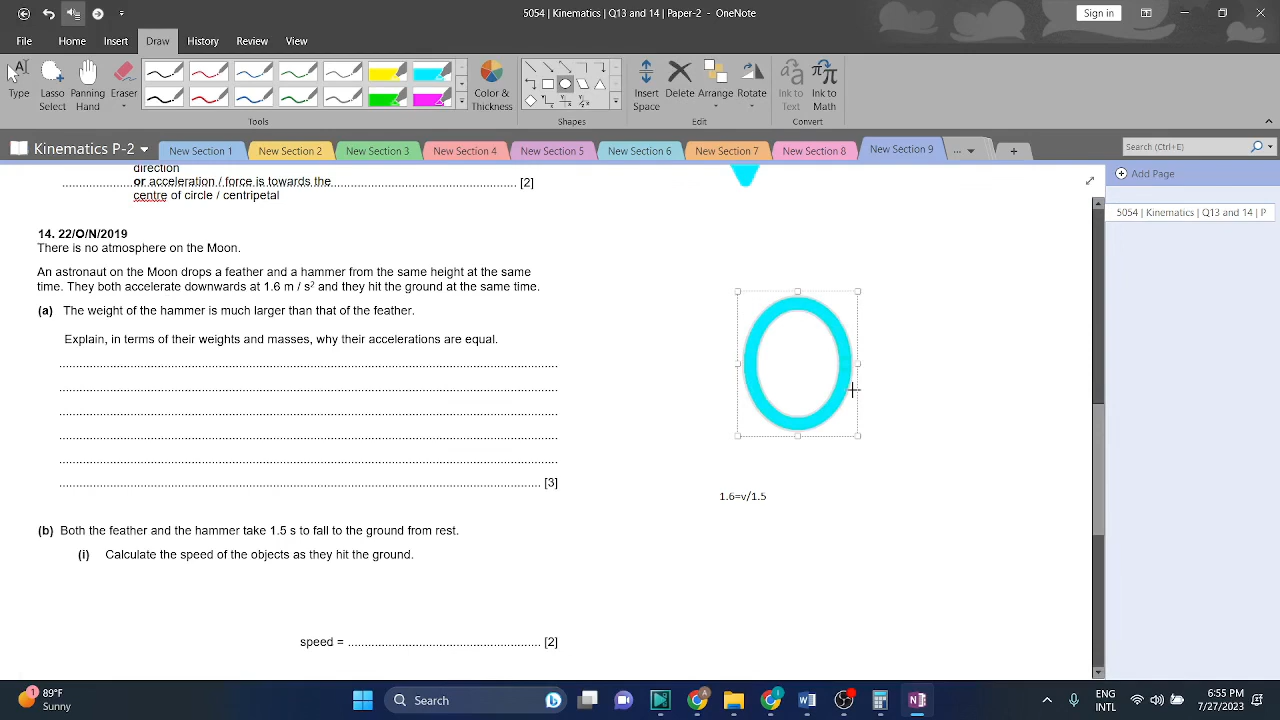 5054 | Kinematics | Q13 and 14 | Paper-2 - OneNote
Sign in
File Home Insert Draw History Review View
Type Lasso Select Panning Hand Eraser Color & Thickness Insert Space Delete Arrange Rotate Ink to Text Ink to Math
Tools Shapes Edit Convert
Kinematics P-2 New Section 1 New Section 2 New Section 3 New Section 4 New Section 5 New Section 6 New Section 7 New Section 8 New Section 9 ... + Search (Ctrl+E)
Add Page
5054 | Kinematics | Q13 and 14 | P
direction
or acceleration / force is towards the [2]
centre of circle / centripetal
14. 22/O/N/2019
There is no atmosphere on the Moon.
An astronaut on the Moon drops a feather and a hammer from the same height at the same
time. They both accelerate downwards at 1.6 m / s² and they hit the ground at the same time.
(a) The weight of the hammer is much larger than that of the feather.
Explain, in terms of their weights and masses, why their accelerations are equal.
[3]
1.6=v/1.5
(b) Both the feather and the hammer take 1.5 s to fall to the ground from rest.
(i) Calculate the speed of the objects as they hit the ground.
speed = ................................................ [2]
1
89°F
Sunny
Search
ENG
INTL
6:55 PM
7/27/2023